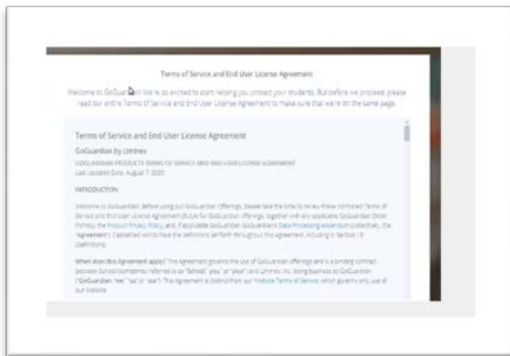 Terms of Service and End User License Agreement
Welcome to GoGuardian! We're so excited to start helping you protect your students. But before we proceed, please
read our entire Terms of Service and End User License Agreement to make sure that we're on the same page.
Terms of Service and End User License Agreement
GoGuardian by Liminex
GOGUARDIAN PRODUCTS TERMS OF SERVICE AND END USER LICENSE AGREEMENT
Last Updated Date: August 7, 2020
INTRODUCTION
Welcome to GoGuardian! Before using our GoGuardian Offerings, please take the time to review these combined Terms of
Service and End User License Agreement for GoGuardian offerings, together with any applicable GoGuardian Order
Form(s), the Product Privacy Policy, and, if applicable GoGuardian's Data Processing Addendum (collectively, the
"Agreement"). Capitalized words have the definitions set forth throughout this agreement, including in Section 18
(Definitions).
When does this Agreement apply? This Agreement governs the use of GoGuardian offerings and is a binding contract
between School (sometimes referred to as "School," "you," or "your") and Liminex, Inc. doing business as GoGuardian
("GoGuardian," "we," "us" or "our"). This Agreement is distinct from our Website Terms of Service, which governs only use of
our website.